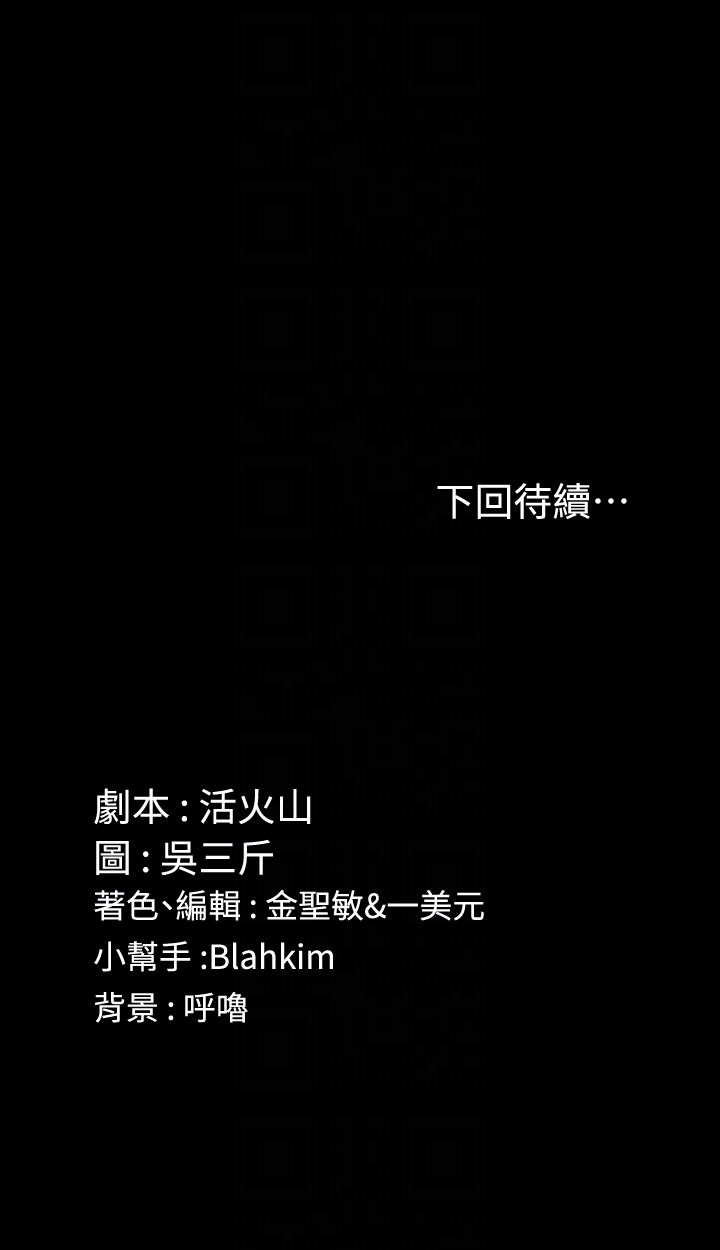 下回待續…
劇本 : 活火山
圖 : 吳三斤
著色、編輯 : 金聖敏&一美元
小幫手 :Blahkim
背景 : 呼嚕